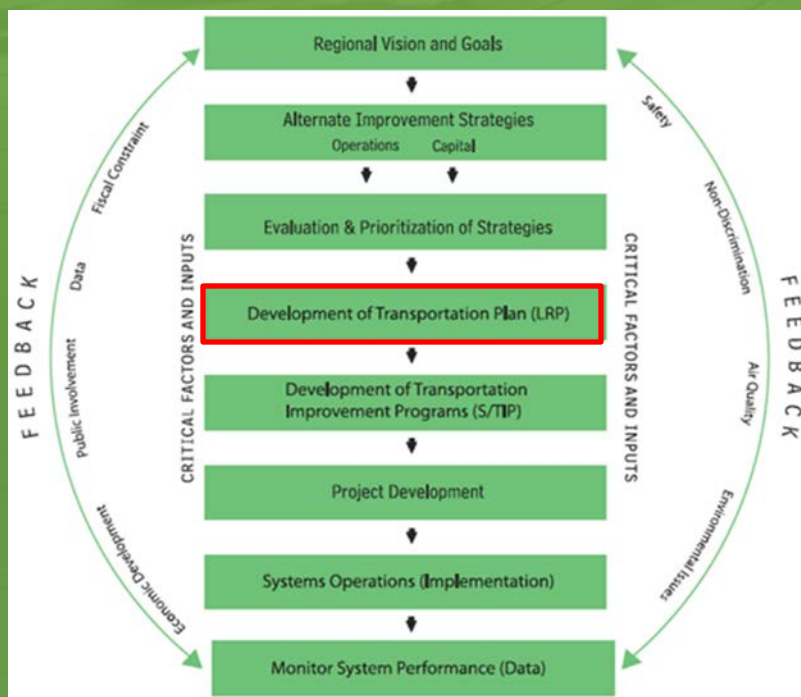 Regional Vision and Goals
Alternate Improvement Strategies
Operations Capital
Evaluation & Prioritization of Strategies
Development of Transportation Plan (LRP)
Development of Transportation
Improvement Programs (S/TIP)
Project Development
Systems Operations (Implementation)
Monitor System Performance (Data)
FEEDBACK
Fiscal Constraint
Data
Public Involvement
Economic Development
CRITICAL FACTORS AND INPUTS
CRITICAL FACTORS AND INPUTS
Safety
Non-Discrimination
Air Quality
Environmental Issues
FEEDBACK